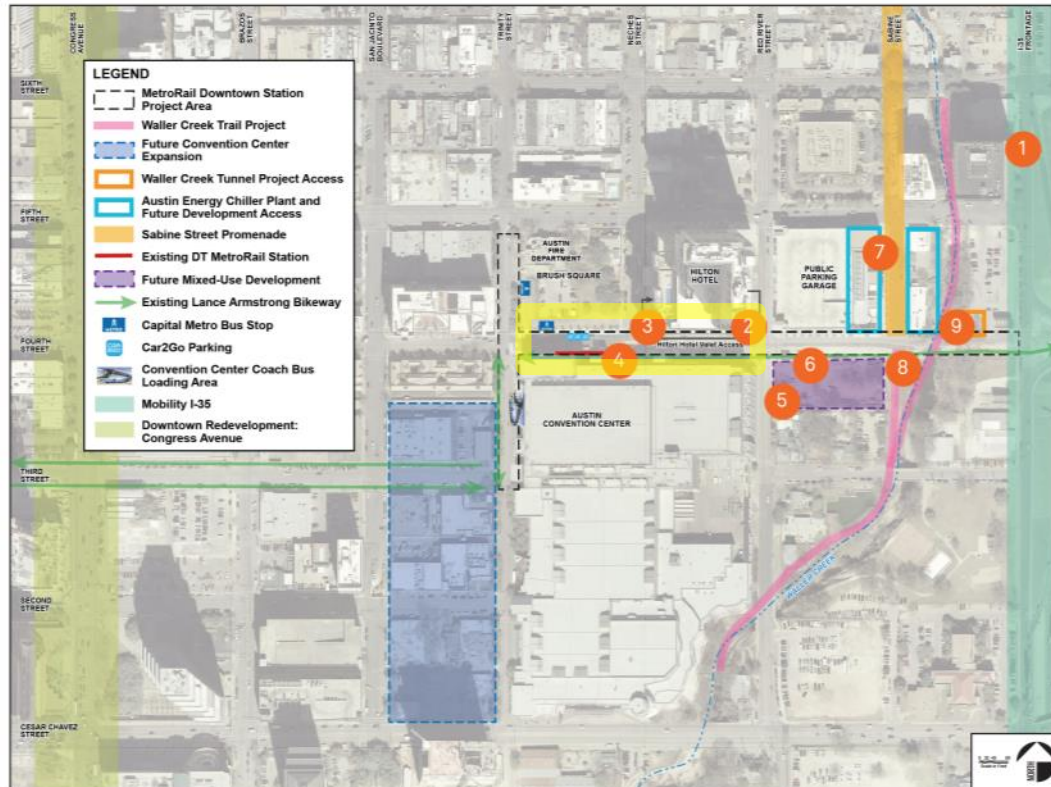 CONGRESS
AVENUE
BRAZOS
STREET
SAN JACINTO
BOULEVARD
TRINITY
STREET
NECHES
STREET
RED RIVER
STREET
SABINE
STREET
I-35
FRONTAGE
LEGEND
MetroRail Downtown Station
Project Area
Waller Creek Trail Project
Future Convention Center
Expansion
Waller Creek Tunnel Project Access
Austin Energy Chiller Plant and
Future Development Access
Sabine Street Promenade
Existing DT MetroRail Station
Future Mixed-Use Development
Existing Lance Armstrong Bikeway
Capital Metro Bus Stop
Car2Go Parking
Convention Center Coach Bus
Loading Area
Mobility I-35
Downtown Redevelopment:
Congress Avenue
SIXTH
STREET
1
FIFTH
STREET
AUSTIN
FIRE
DEPARTMENT
BRUSH SQUARE
HILTON
HOTEL
PUBLIC
PARKING
GARAGE
7
3
2
9
FOURTH
STREET
Hilton Hotel Valet Access
4
6
8
5
AUSTIN
CONVENTION CENTER
THIRD
STREET
WALLER CREEK
SECOND
STREET
CESAR CHAVEZ
STREET
NORTH